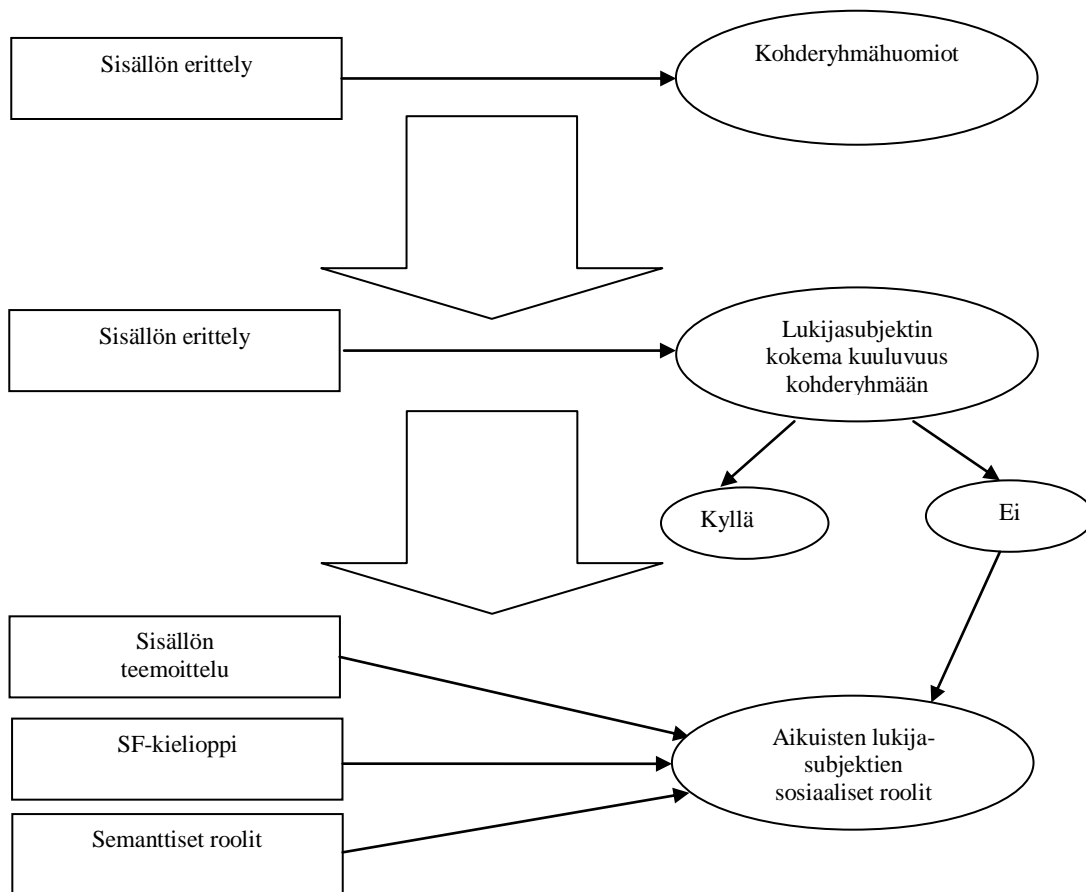 Sisällön erittely
Kohderyhmähuomiot
Sisällön erittely
Lukijasubjektin
kokema kuuluvuus
kohderyhmään
Kyllä
Ei
Sisällön
teemoittelu
SF-kielioppi
Semanttiset roolit
Aikuisten lukija-
subjektien
sosiaaliset roolit